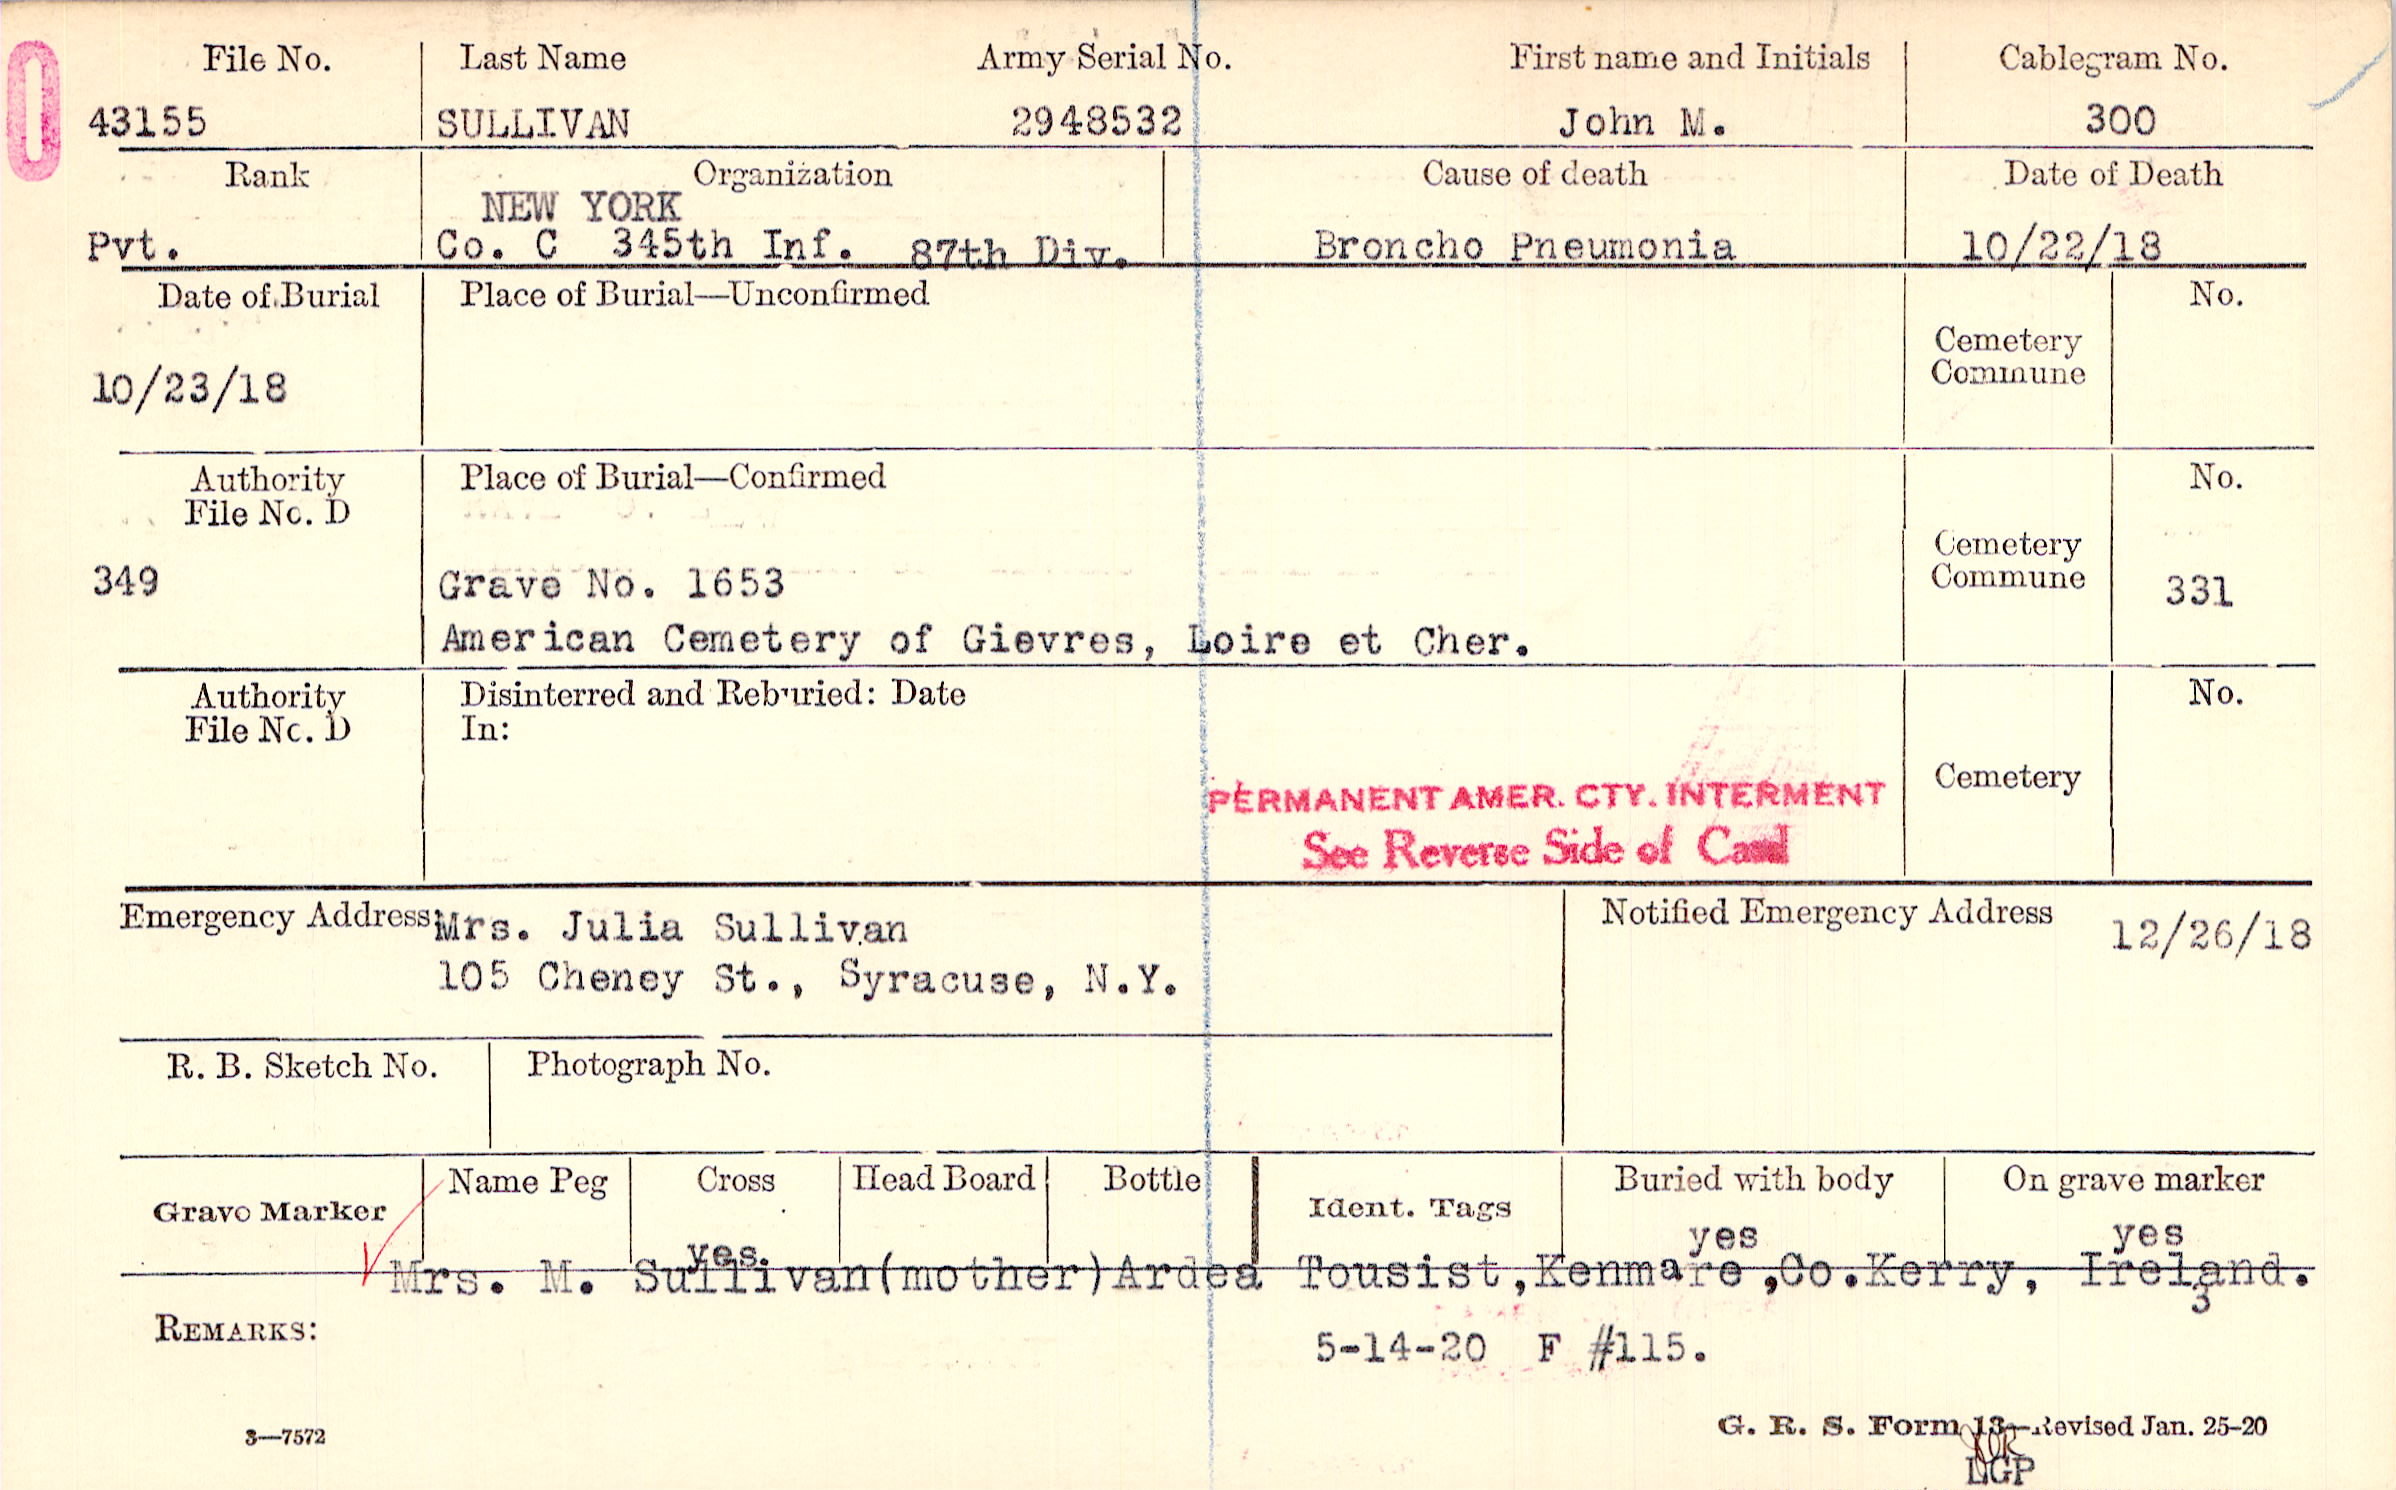 File No. Last Name Army Serial No. First name and Initials Cablegram No.
43155 SULLIVAN 2948532 John M. 300
Rank Organization Cause of death Date of Death
NEW YORK
Pvt. Co. C 345th Inf. 87th Div. Broncho Pneumonia 10/22/18
Date of Burial Place of Burial—Unconfirmed No.
Cemetery
Commune
10/23/18
Authority Place of Burial—Confirmed No.
File No. D
Cemetery
Commune
349 Grave No. 1653 331
American Cemetery of Gievres, Loire et Cher.
Authority Disinterred and Reburied: Date No.
File No. D In:
Cemetery
PERMANENT AMER. CTY. INTERMENT
See Reverse Side of Card
Emergency Address: Mrs. Julia Sullivan Notified Emergency Address 12/26/18
105 Cheney St., Syracuse, N.Y.
R. B. Sketch No. Photograph No.
Grave Marker Name Peg Cross Head Board Bottle Ident. Tags Buried with body On grave marker
yes. yes yes
Mrs. M. Sullivan(mother)Ardea Tousist,Kenmare,Co.Kerry, Ireland.
3
REMARKS:
5-14-20 F #115.
3—7572 G. R. S. Form 13—Revised Jan. 25-20
LGP